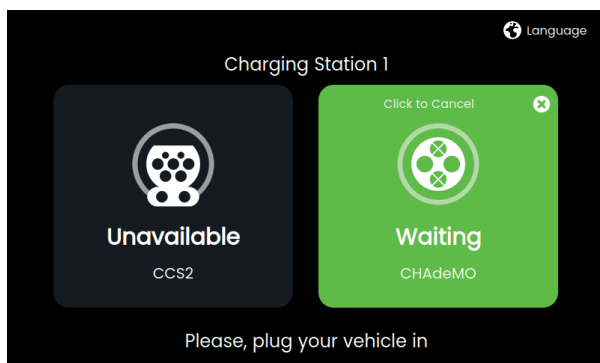 Language
Charging Station 1
Click to Cancel
Unavailable
CCS2
Waiting
CHAdeMO
Please, plug your vehicle in